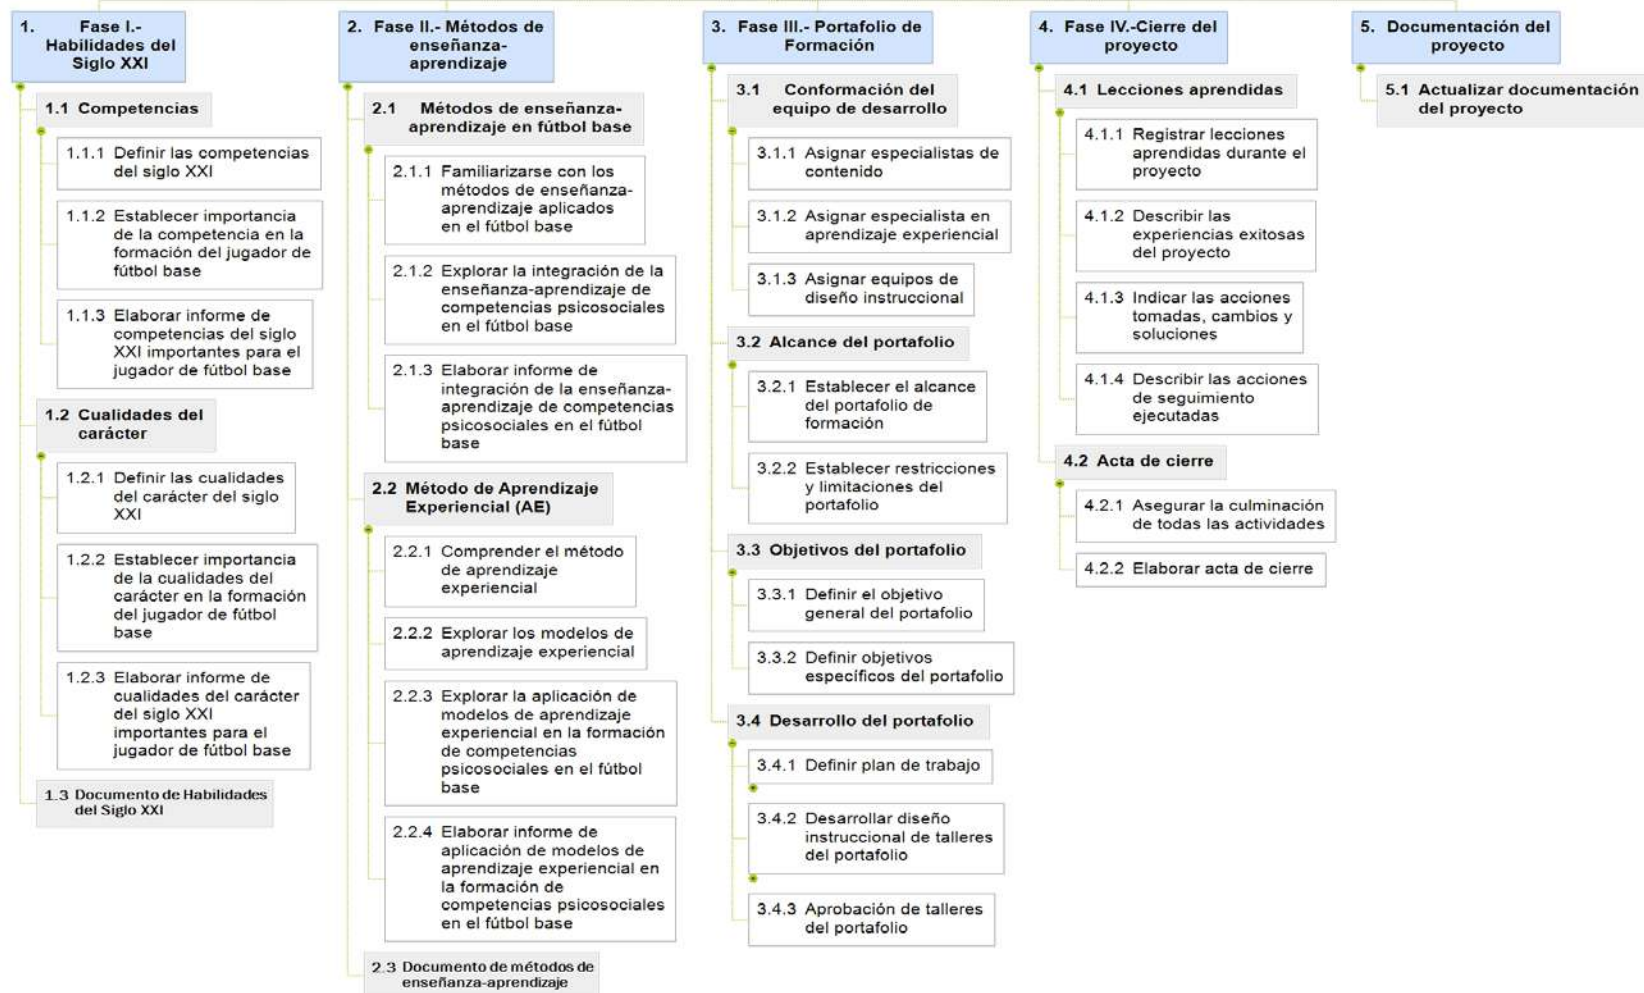 1. Fase I.-
Habilidades del
Siglo XXI
1.1 Competencias
1.1.1 Definir las competencias
del siglo XXI
1.1.2 Establecer importancia
de la competencia en la
formación del jugador de
fútbol base
1.1.3 Elaborar informe de
competencias del siglo
XXI importantes para el
jugador de fútbol base
1.2 Cualidades del
carácter
1.2.1 Definir las cualidades
del carácter del siglo
XXI
1.2.2 Establecer importancia
de la cualidades del
carácter en la formación
del jugador de fútbol
base
1.2.3 Elaborar informe de
cualidades del carácter
del siglo XXI
importantes para el
jugador de fútbol base
1.3 Documento de Habilidades
del Siglo XXI
2. Fase II.- Métodos de
enseñanza-
aprendizaje
2.1 Métodos de enseñanza-
aprendizaje en fútbol base
2.1.1 Familiarizarse con los
métodos de enseñanza-
aprendizaje aplicados
en el fútbol base
2.1.2 Explorar la integración de la
enseñanza-aprendizaje de
competencias psicosociales
en el fútbol base
2.1.3 Elaborar informe de
integración de la enseñanza-
aprendizaje de competencias
psicosociales en el fútbol
base
2.2 Método de Aprendizaje
Experiencial (AE)
2.2.1 Comprender el método
de aprendizaje
experiencial
2.2.2 Explorar los modelos de
aprendizaje experiencial
2.2.3 Explorar la aplicación de
modelos de aprendizaje
experiencial en la formación
de competencias
psicosociales en el fútbol
base
2.2.4 Elaborar informe de
aplicación de modelos de
aprendizaje experiencial en
la formación de
competencias psicosociales
en el fútbol base
2.3 Documento de métodos de
enseñanza-aprendizaje
3. Fase III.- Portafolio de
Formación
3.1 Conformación del
equipo de desarrollo
3.1.1 Asignar especialistas de
contenido
3.1.2 Asignar especialista en
aprendizaje experiencial
3.1.3 Asignar equipos de
diseño instruccional
3.2 Alcance del portafolio
3.2.1 Establecer el alcance
del portafolio de
formación
3.2.2 Establecer restricciones
y limitaciones del
portafolio
3.3 Objetivos del portafolio
3.3.1 Definir el objetivo
general del portafolio
3.3.2 Definir objetivos
específicos del portafolio
3.4 Desarrollo del portafolio
3.4.1 Definir plan de trabajo
3.4.2 Desarrollar diseño
instruccional de talleres
del portafolio
3.4.3 Aprobación de talleres
del portafolio
4. Fase IV.-Cierre del
proyecto
4.1 Lecciones aprendidas
4.1.1 Registrar lecciones
aprendidas durante el
proyecto
4.1.2 Describir las
experiencias exitosas
del proyecto
4.1.3 Indicar las acciones
tomadas, cambios y
soluciones
4.1.4 Describir las acciones
de seguimiento
ejecutadas
4.2 Acta de cierre
4.2.1 Asegurar la culminación
de todas las actividades
4.2.2 Elaborar acta de cierre
5. Documentación del
proyecto
5.1 Actualizar documentación
del proyecto